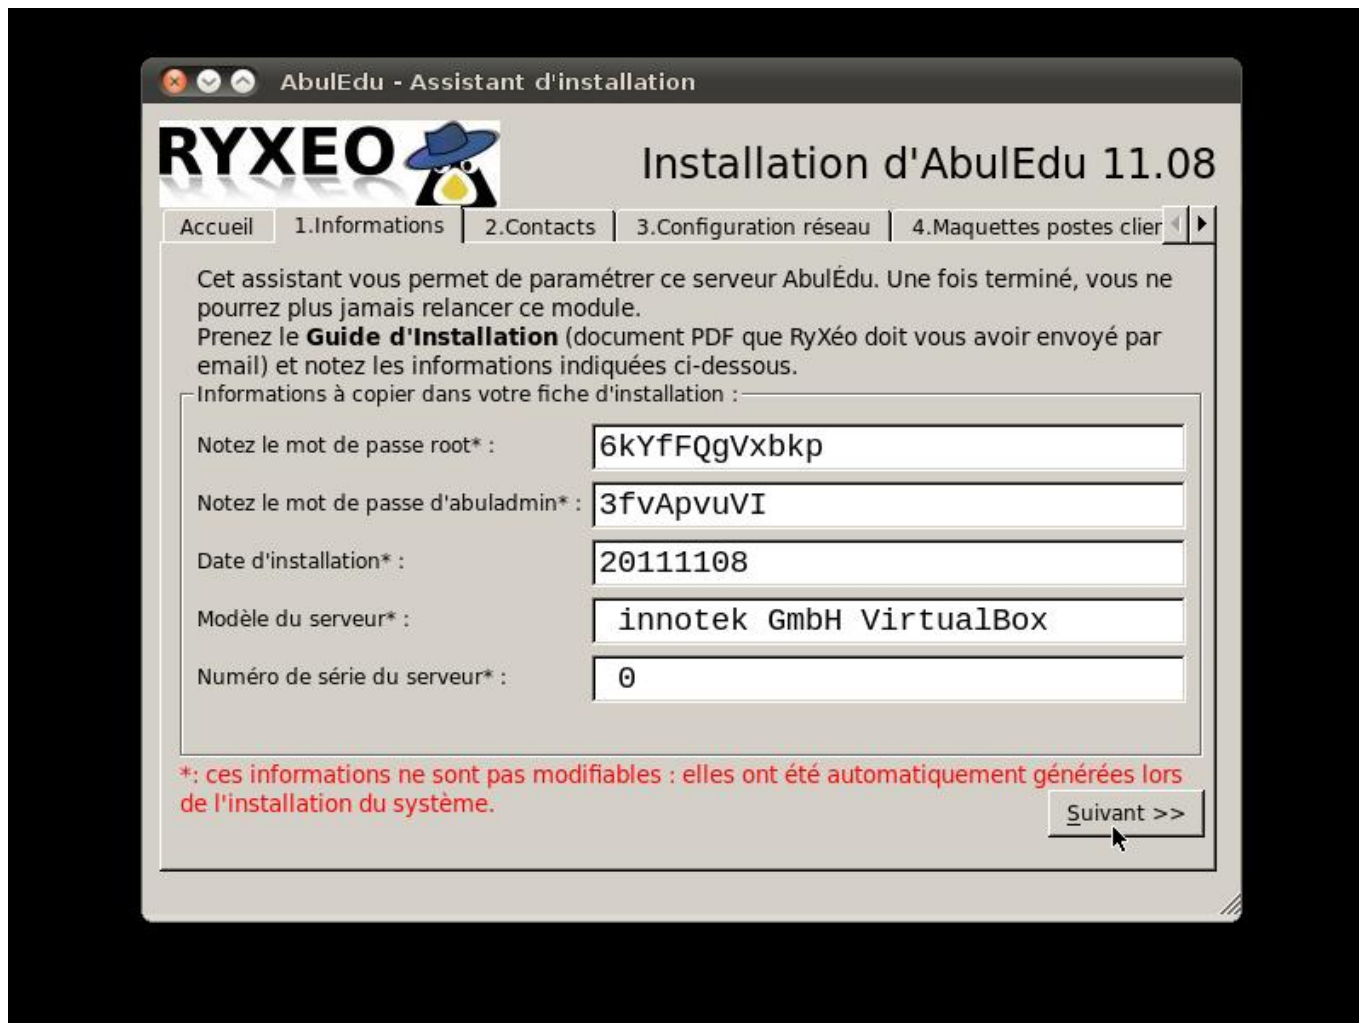 AbulEdu - Assistant d'installation
RYXEO
Installation d'AbulEdu 11.08
Accueil 1.Informations 2.Contacts 3.Configuration réseau 4.Maquettes postes clier
Cet assistant vous permet de paramétrer ce serveur AbulÉdu. Une fois terminé, vous ne
pourrez plus jamais relancer ce module.
Prenez le Guide d'Installation (document PDF que RyXéo doit vous avoir envoyé par
email) et notez les informations indiquées ci-dessous.
Informations à copier dans votre fiche d'installation :
Notez le mot de passe root* : 6kYfFQgVxbkp
Notez le mot de passe d'abuladmin* : 3fvApvuVI
Date d'installation* : 20111108
Modèle du serveur* : innotek GmbH VirtualBox
Numéro de série du serveur* : 0
*: ces informations ne sont pas modifiables : elles ont été automatiquement générées lors
de l'installation du système.
Suivant >>